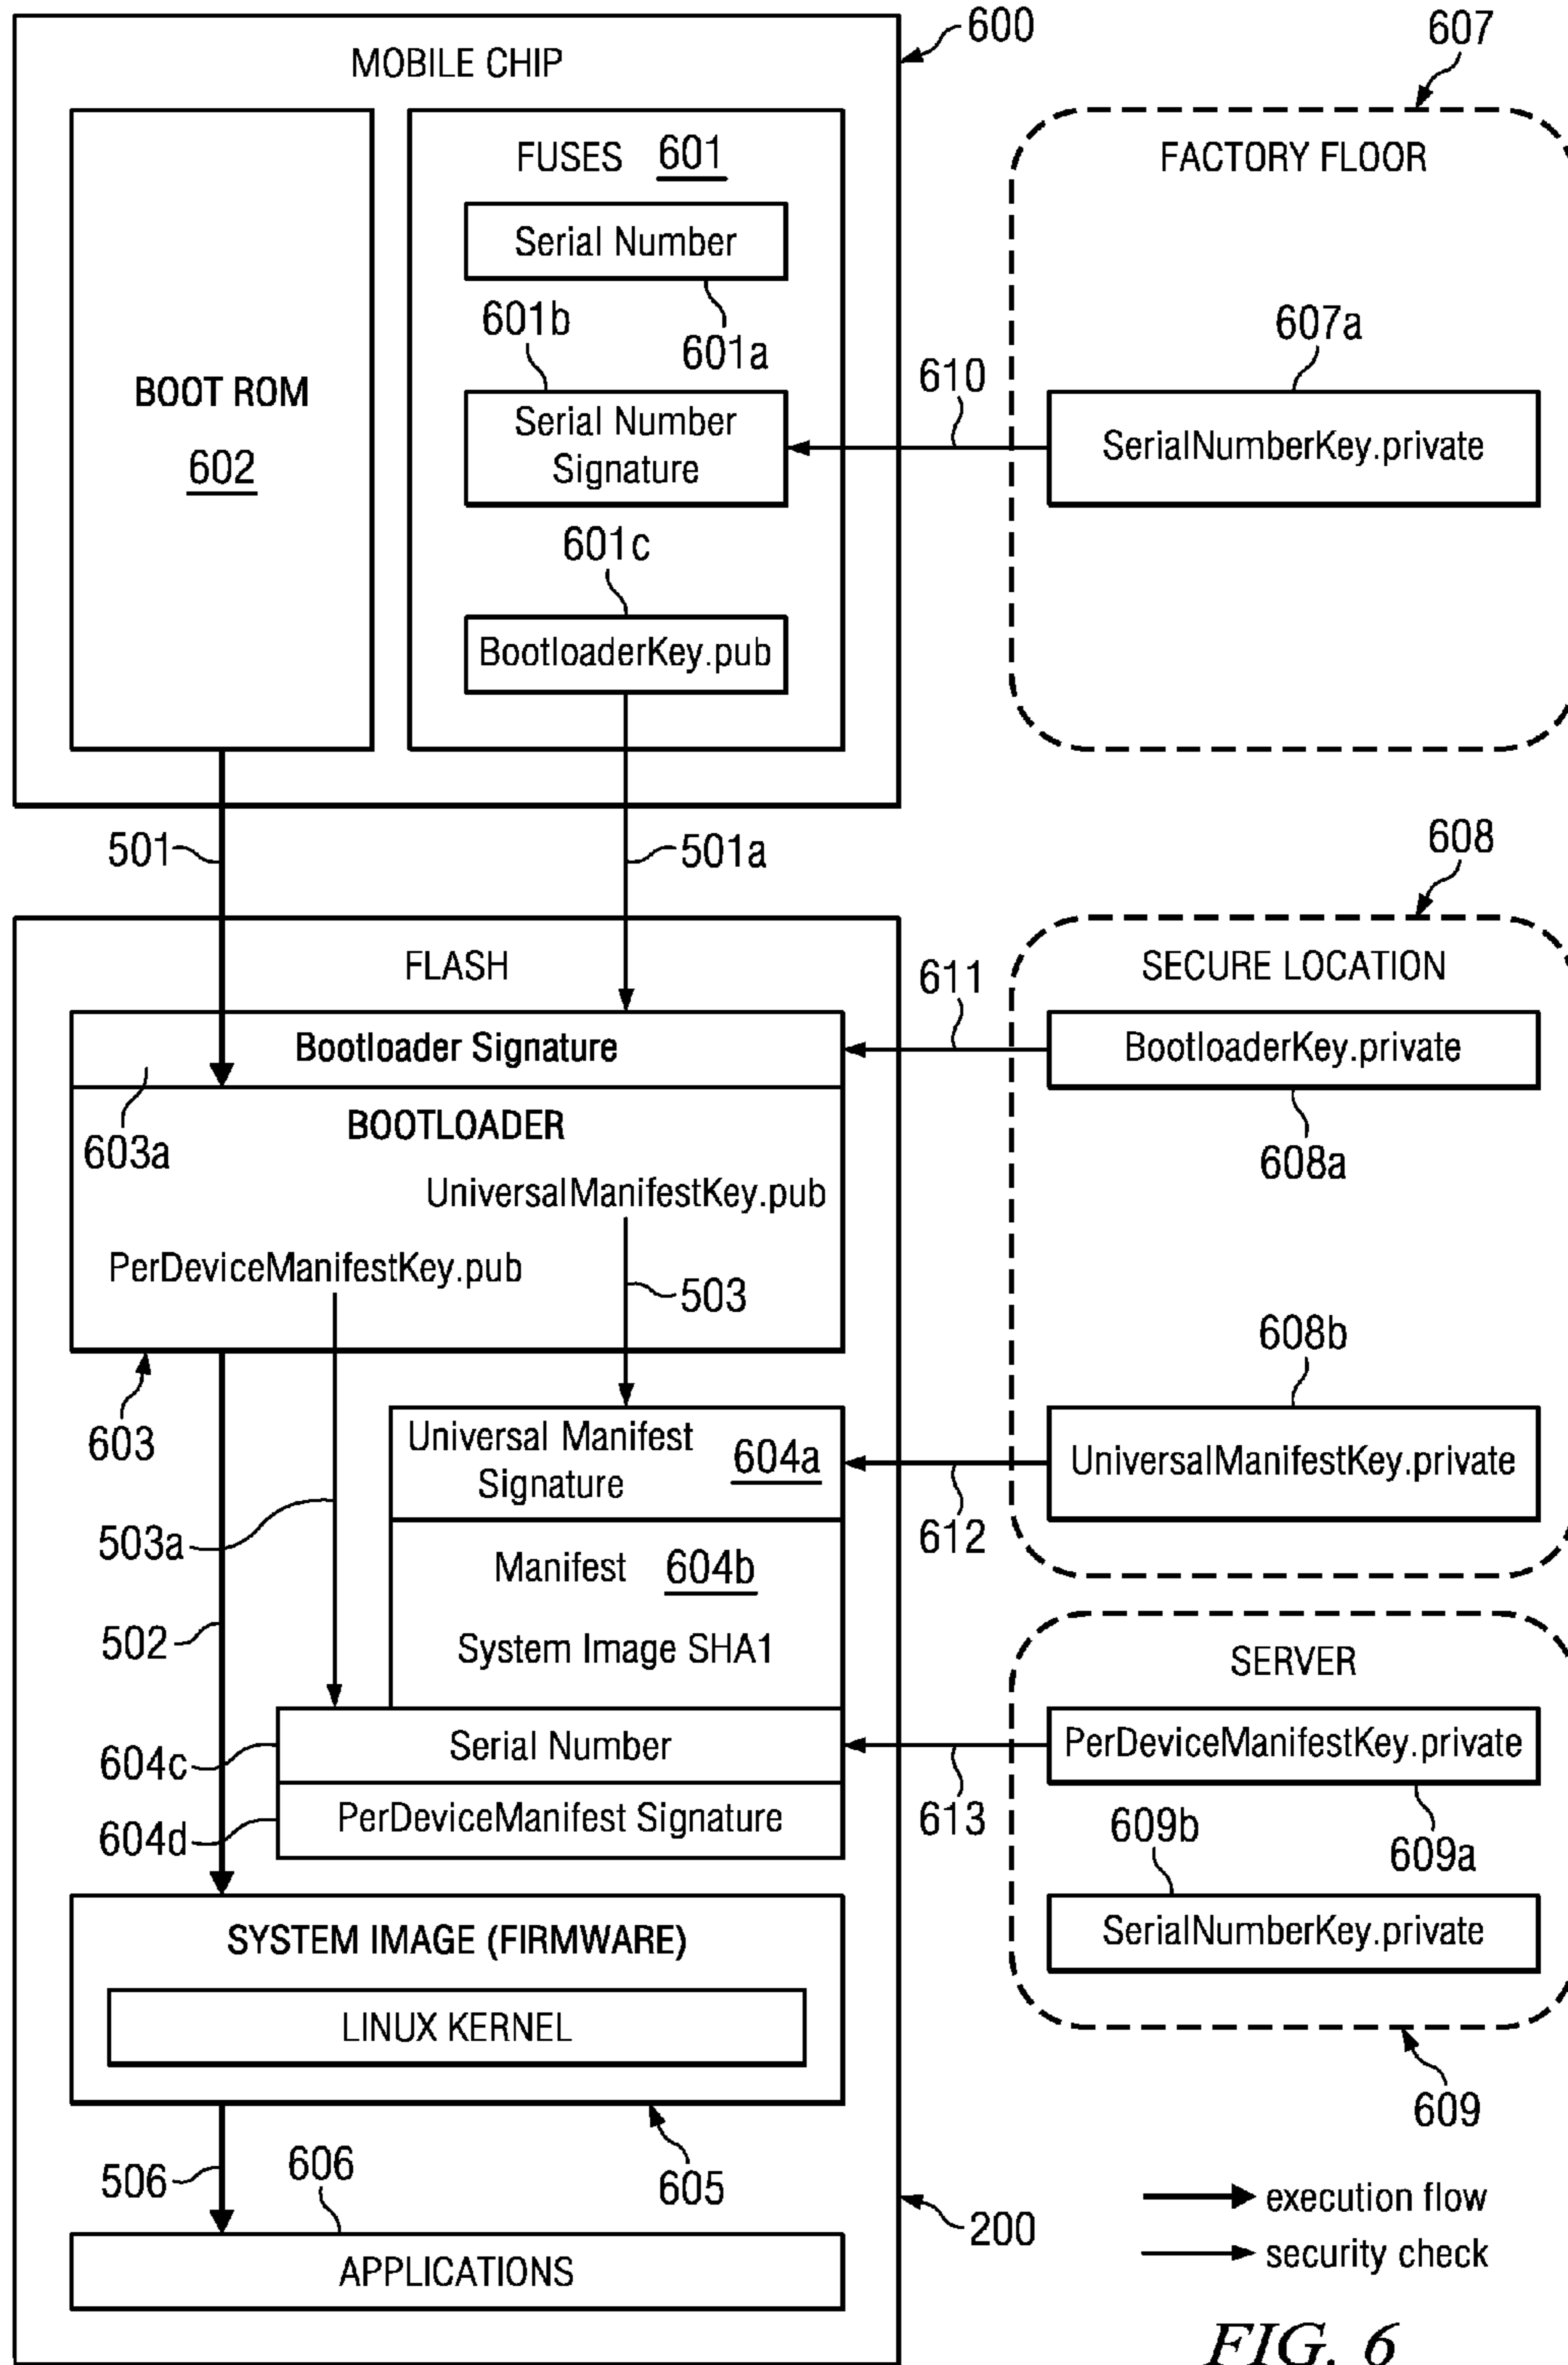 600
607
MOBILE CHIP
FUSES 601
FACTORY FLOOR
Serial Number
601b
601a
607a
BOOT ROM
602
610
Serial Number
Signature
SerialNumberKey.private
601c
BootloaderKey.pub
501
501a
608
FLASH
611
SECURE LOCATION
Bootloader Signature
BootloaderKey.private
BOOTLOADER
603a
608a
UniversalManifestKey.pub
PerDeviceManifestKey.pub
503
608b
603
Universal Manifest
Signature
604a
UniversalManifestKey.private
503a
612
Manifest 604b
502
System Image SHA1
SERVER
604c
Serial Number
PerDeviceManifestKey.private
604d
PerDeviceManifest Signature
613
609b
609a
SYSTEM IMAGE (FIRMWARE)
SerialNumberKey.private
LINUX KERNEL
609
506
606
605
execution flow
200
security check
APPLICATIONS
FIG. 6